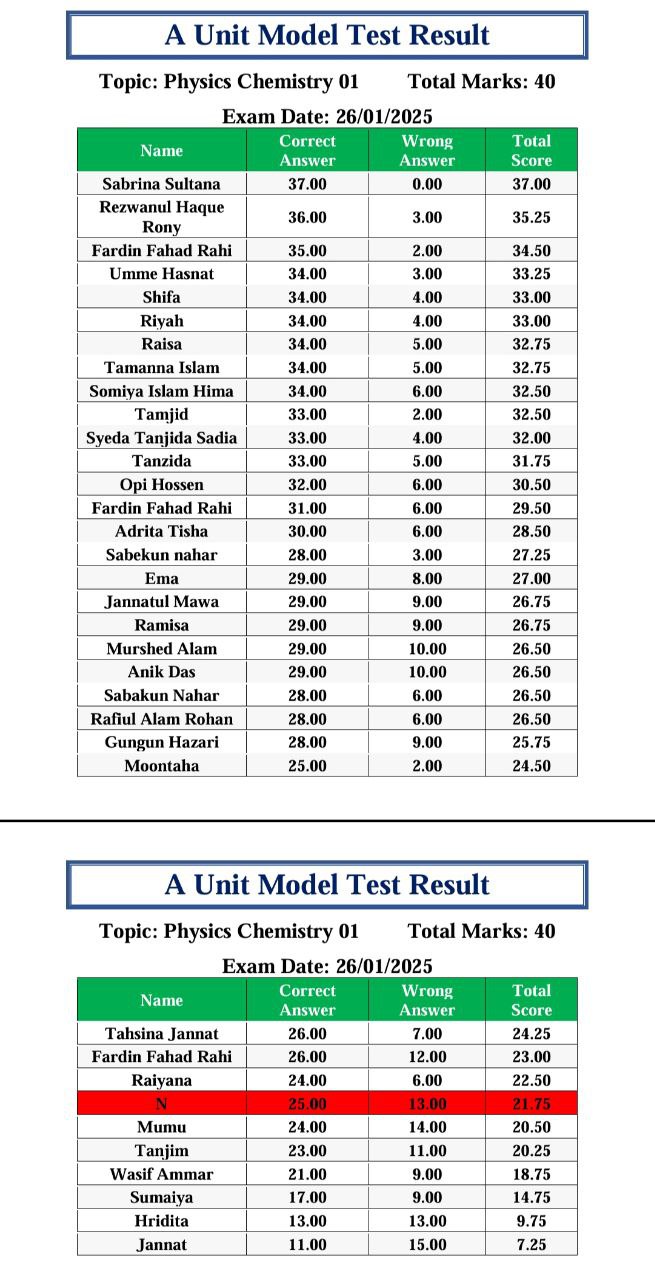 A Unit Model Test Result
Topic: Physics Chemistry 01 Total Marks: 40
Exam Date: 26/01/2025
Name Correct Answer Wrong Answer Total Score
Sabrina Sultana 37.00 0.00 37.00
Rezwanul Haque Rony 36.00 3.00 35.25
Fardin Fahad Rahi 35.00 2.00 34.50
Umme Hasnat 34.00 3.00 33.25
Shifa 34.00 4.00 33.00
Riyah 34.00 4.00 33.00
Raisa 34.00 5.00 32.75
Tamanna Islam 34.00 5.00 32.75
Somiya Islam Hima 34.00 6.00 32.50
Tamjid 33.00 2.00 32.50
Syeda Tanjida Sadia 33.00 4.00 32.00
Tanzida 33.00 5.00 31.75
Opi Hossen 32.00 6.00 30.50
Fardin Fahad Rahi 31.00 6.00 29.50
Adrita Tisha 30.00 6.00 28.50
Sabekun nahar 28.00 3.00 27.25
Ema 29.00 8.00 27.00
Jannatul Mawa 29.00 9.00 26.75
Ramisa 29.00 9.00 26.75
Murshed Alam 29.00 10.00 26.50
Anik Das 29.00 10.00 26.50
Sabakun Nahar 28.00 6.00 26.50
Rafiul Alam Rohan 28.00 6.00 26.50
Gungun Hazari 28.00 9.00 25.75
Moontaha 25.00 2.00 24.50
A Unit Model Test Result
Topic: Physics Chemistry 01 Total Marks: 40
Exam Date: 26/01/2025
Name Correct Answer Wrong Answer Total Score
Tahsina Jannat 26.00 7.00 24.25
Fardin Fahad Rahi 26.00 12.00 23.00
Raiyana 24.00 6.00 22.50
N 25.00 13.00 21.75
Mumu 24.00 14.00 20.50
Tanjim 23.00 11.00 20.25
Wasif Ammar 21.00 9.00 18.75
Sumaiya 17.00 9.00 14.75
Hridita 13.00 13.00 9.75
Jannat 11.00 15.00 7.25